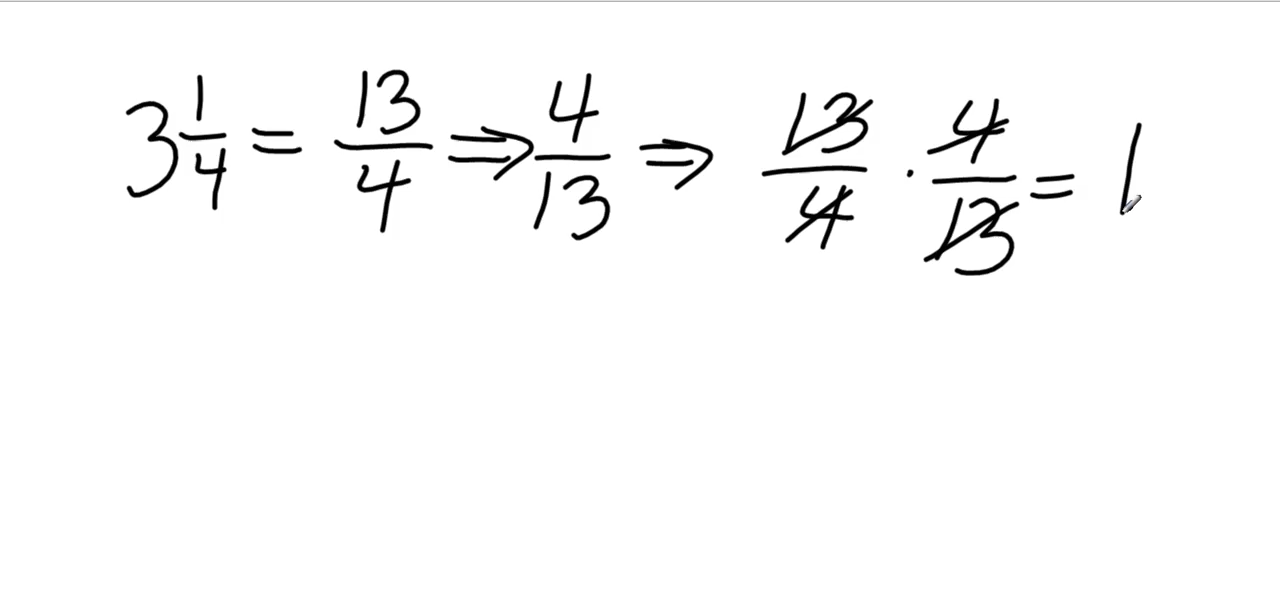 3 1/4 = 13/4 ⇒ 4/13 ⇒ 13/4 · 4/13 = 1